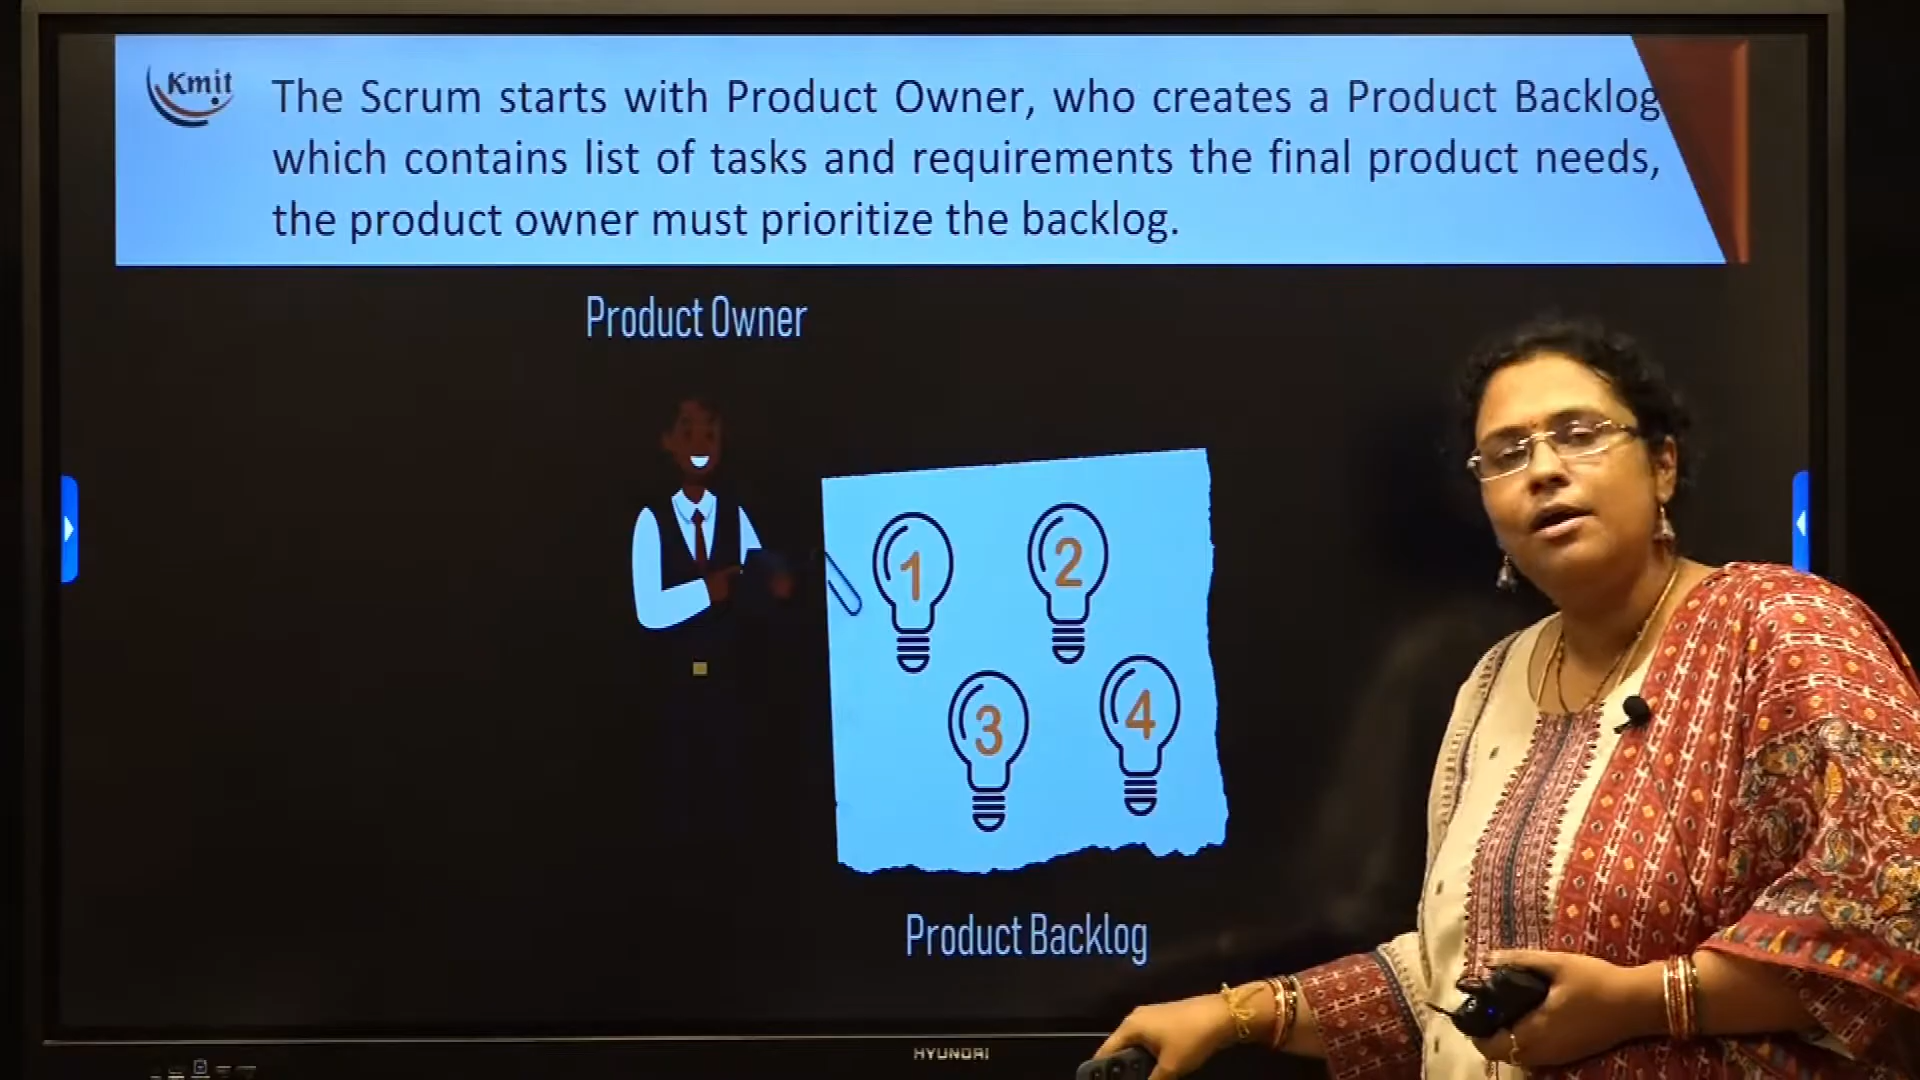 Kmit
The Scrum starts with Product Owner, who creates a Product Backlog
which contains list of tasks and requirements the final product needs,
the product owner must prioritize the backlog.
Product Owner
1
2
3
4
Product Backlog
HYUNDAI